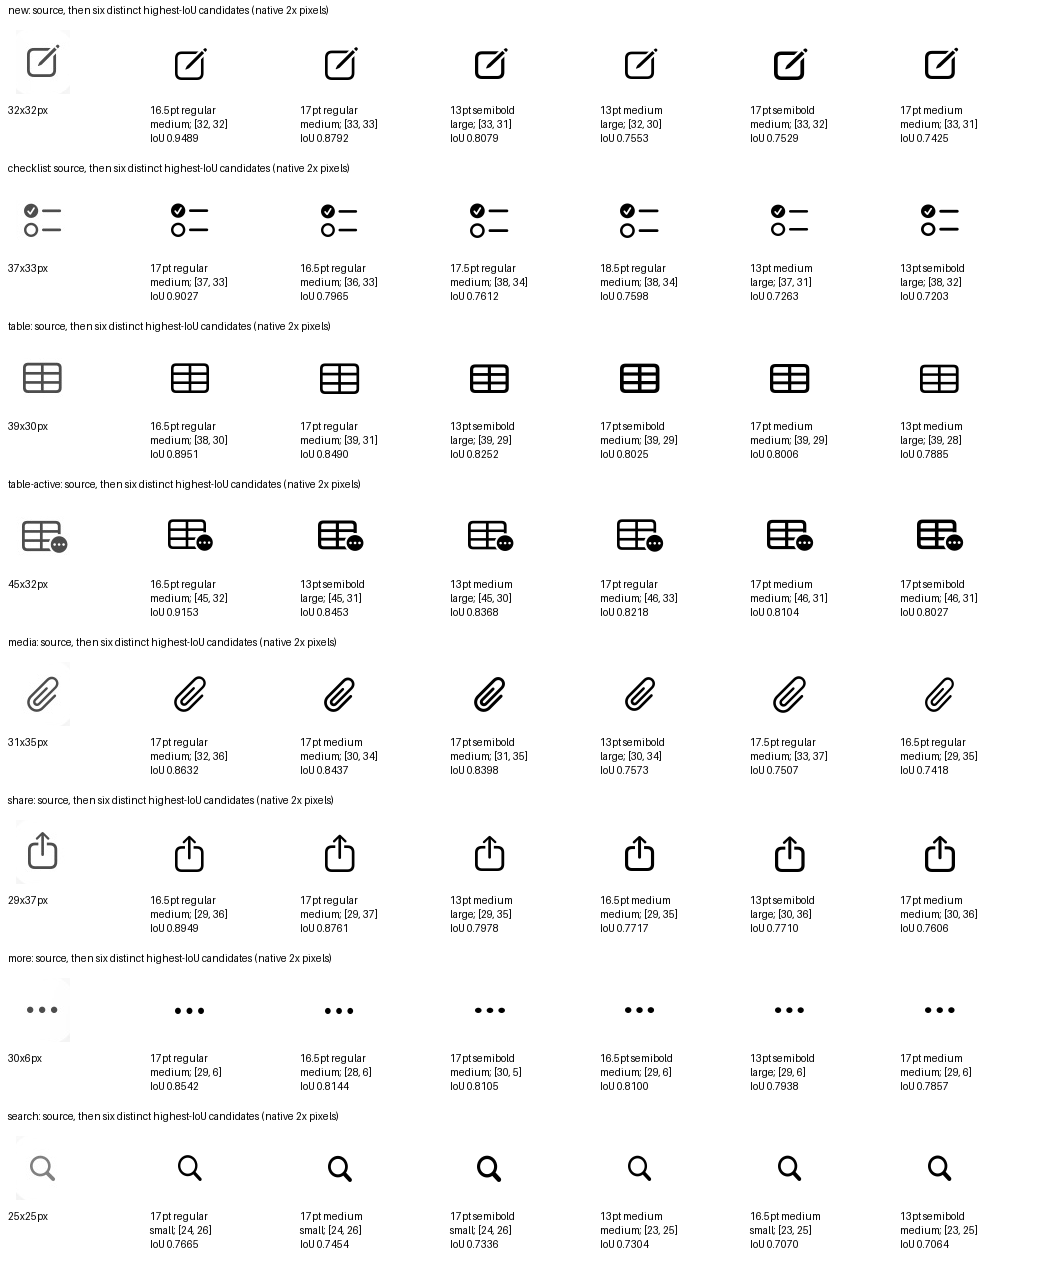 new: source, then six distinct highest-IoU candidates (native 2x pixels)
32x32px
16.5pt regular
medium; [32, 32]
IoU 0.9489
17pt regular
medium; [33, 33]
IoU 0.8792
13pt semibold
large; [33, 31]
IoU 0.8079
13pt medium
large; [32, 30]
IoU 0.7553
17pt semibold
medium; [33, 32]
IoU 0.7529
17pt medium
medium; [33, 31]
IoU 0.7425
checklist: source, then six distinct highest-IoU candidates (native 2x pixels)
37x33px
17pt regular
medium; [37, 33]
IoU 0.9027
16.5pt regular
medium; [36, 33]
IoU 0.7965
17.5pt regular
medium; [38, 34]
IoU 0.7612
18.5pt regular
medium; [38, 34]
IoU 0.7598
13pt medium
large; [37, 31]
IoU 0.7263
13pt semibold
large; [38, 32]
IoU 0.7203
table: source, then six distinct highest-IoU candidates (native 2x pixels)
39x30px
16.5pt regular
medium; [38, 30]
IoU 0.8951
17pt regular
medium; [39, 31]
IoU 0.8490
13pt semibold
large; [39, 29]
IoU 0.8252
17pt semibold
medium; [39, 29]
IoU 0.8025
17pt medium
medium; [39, 29]
IoU 0.8006
13pt medium
large; [39, 28]
IoU 0.7885
table-active: source, then six distinct highest-IoU candidates (native 2x pixels)
45x32px
16.5pt regular
medium; [45, 32]
IoU 0.9153
13pt semibold
large; [45, 31]
IoU 0.8453
13pt medium
large; [45, 30]
IoU 0.8368
17pt regular
medium; [46, 33]
IoU 0.8218
17pt medium
medium; [46, 31]
IoU 0.8104
17pt semibold
medium; [46, 31]
IoU 0.8027
media: source, then six distinct highest-IoU candidates (native 2x pixels)
31x35px
17pt regular
medium; [32, 36]
IoU 0.8632
17pt medium
medium; [30, 34]
IoU 0.8437
17pt semibold
medium; [31, 35]
IoU 0.8398
13pt semibold
large; [30, 34]
IoU 0.7573
17.5pt regular
medium; [33, 37]
IoU 0.7507
16.5pt regular
medium; [29, 35]
IoU 0.7418
share: source, then six distinct highest-IoU candidates (native 2x pixels)
29x37px
16.5pt regular
medium; [29, 36]
IoU 0.8949
17pt regular
medium; [29, 37]
IoU 0.8761
13pt medium
large; [29, 35]
IoU 0.7978
16.5pt medium
medium; [29, 35]
IoU 0.7717
13pt semibold
large; [30, 36]
IoU 0.7710
17pt medium
medium; [30, 36]
IoU 0.7606
more: source, then six distinct highest-IoU candidates (native 2x pixels)
30x6px
17pt regular
medium; [29, 6]
IoU 0.8542
16.5pt regular
medium; [28, 6]
IoU 0.8144
17pt semibold
medium; [30, 5]
IoU 0.8105
16.5pt semibold
medium; [29, 6]
IoU 0.8100
13pt semibold
large; [29, 6]
IoU 0.7938
17pt medium
medium; [29, 6]
IoU 0.7857
search: source, then six distinct highest-IoU candidates (native 2x pixels)
25x25px
17pt regular
small; [24, 26]
IoU 0.7665
17pt medium
small; [24, 26]
IoU 0.7454
17pt semibold
small; [24, 26]
IoU 0.7336
13pt medium
medium; [23, 25]
IoU 0.7304
16.5pt medium
small; [23, 25]
IoU 0.7070
13pt semibold
medium; [23, 25]
IoU 0.7064